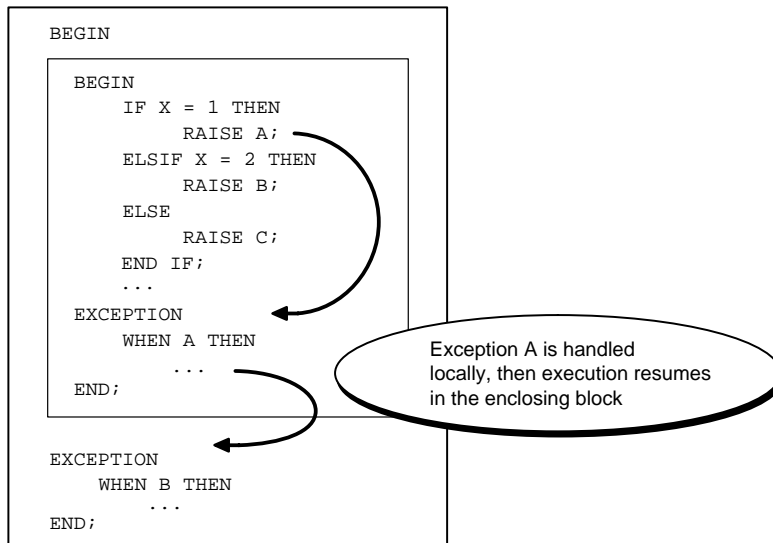 BEGIN
BEGIN
IF X = 1 THEN
RAISE A;
ELSIF X = 2 THEN
RAISE B;
ELSE
RAISE C;
END IF;
...
EXCEPTION
WHEN A THEN
...
END;
Exception A is handled
locally, then execution resumes
in the enclosing block
EXCEPTION
WHEN B THEN
...
END;